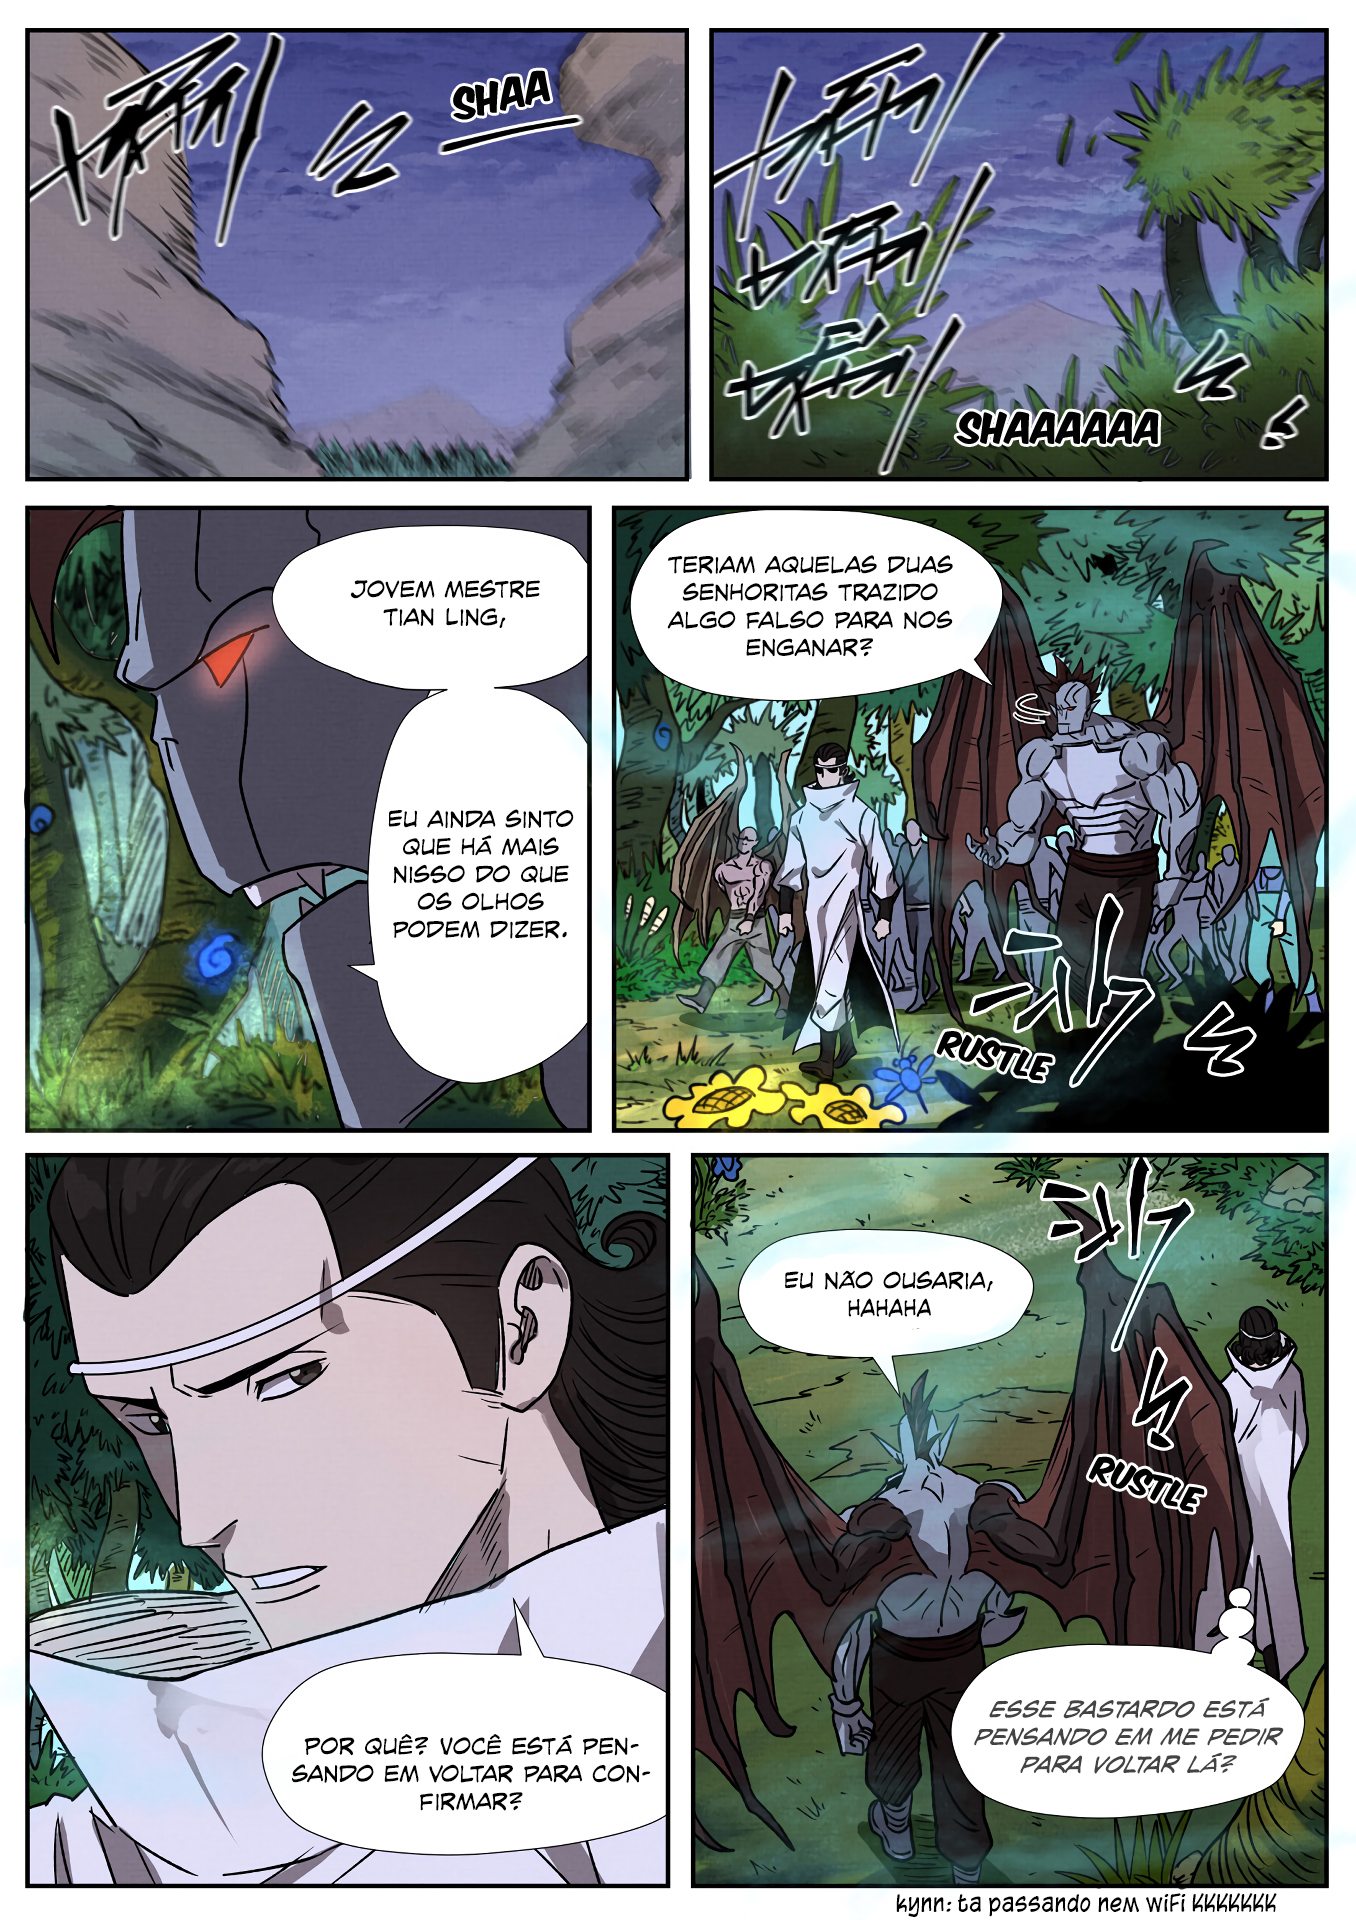 SHAA
SHAAAAAA
JOVEM MESTRE
TIAN LING,
EU AINDA SINTO
QUE HÁ MAIS
NISSO DO QUE
OS OLHOS
PODEM DIZER.
TERIAM AQUELAS DUAS
SENHORITAS TRAZIDO
ALGO FALSO PARA NOS
ENGANAR?
RUSTLE
POR QUÊ? VOCÊ ESTÁ PEN-
SANDO EM VOLTAR PARA CON-
FIRMAR?
EU NÃO OUSARIA,
HAHAHA
RUSTLE
ESSE BASTARDO ESTÁ
PENSANDO EM ME PEDIR
PARA VOLTAR LÁ?
kynn: ta passando nem wiFi kkkkkkk